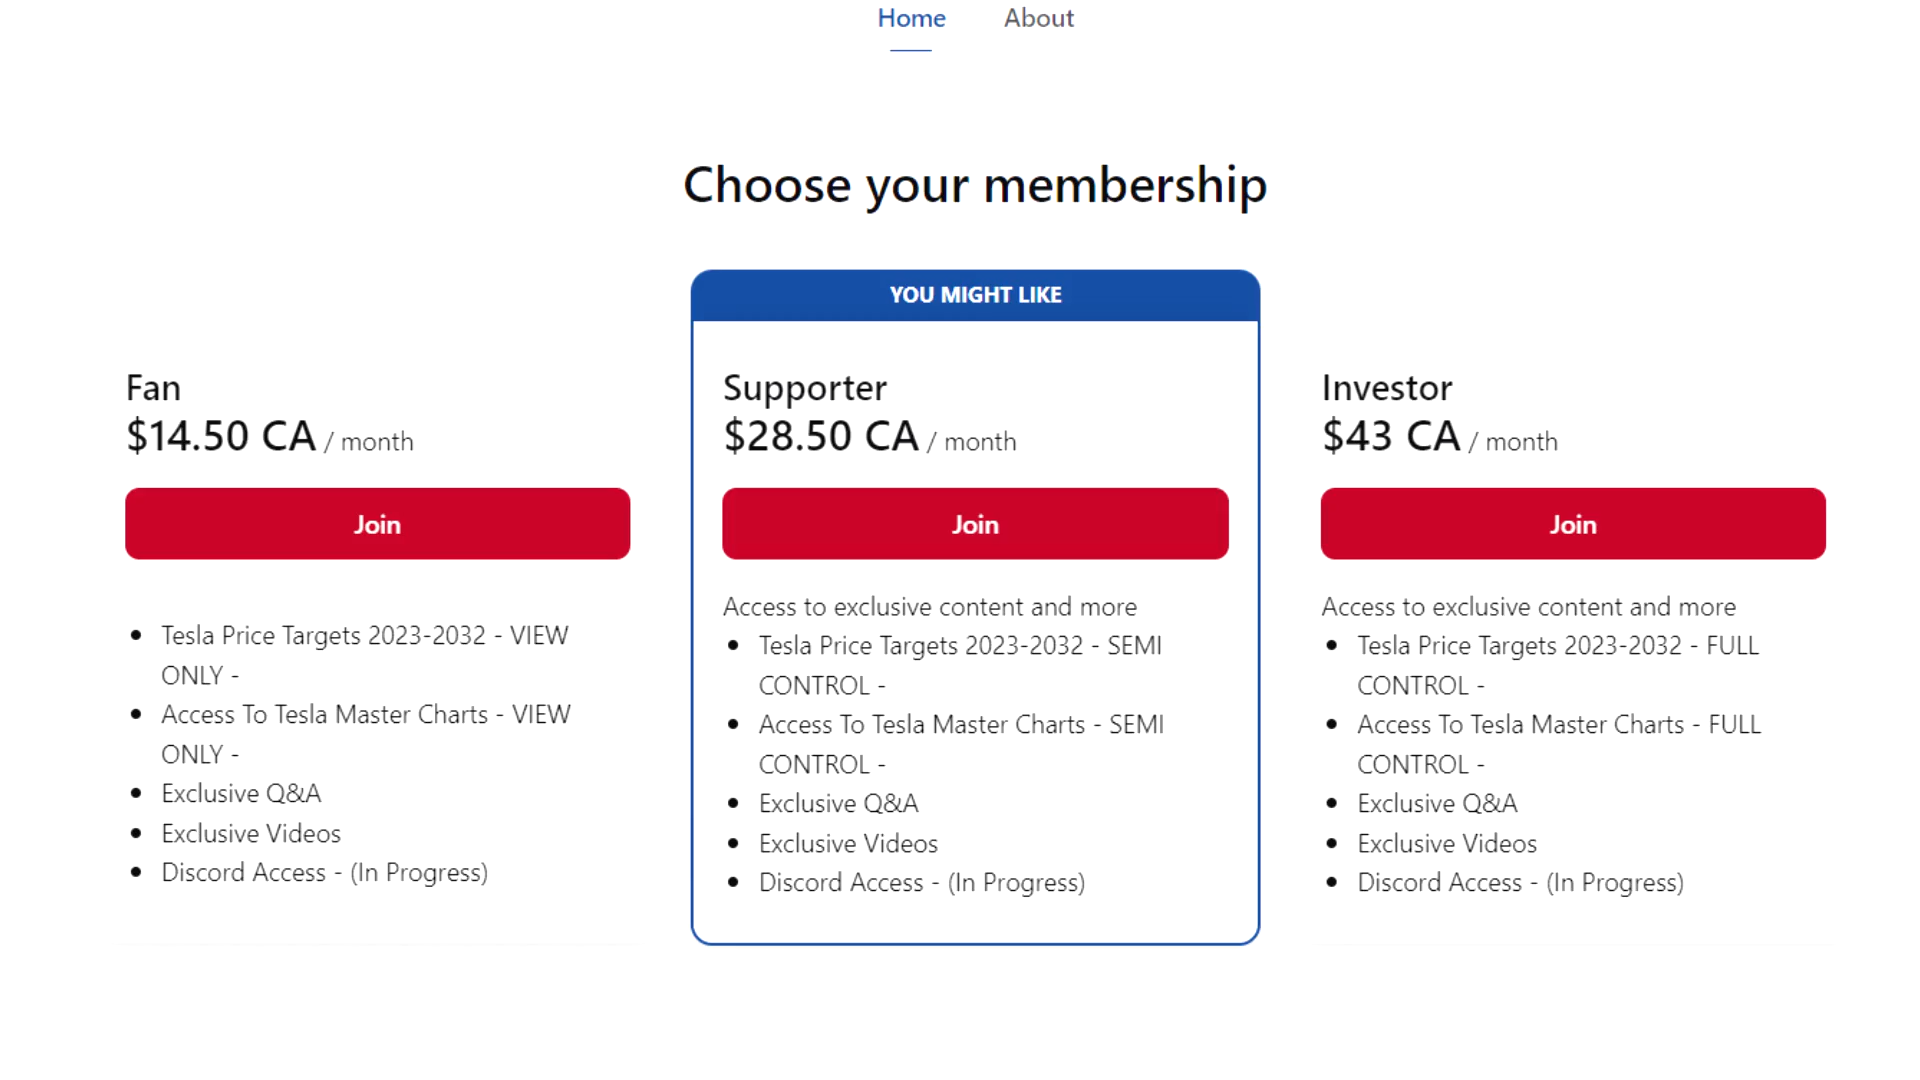 Home
About
Choose your membership
Fan
$14.50 CA / month
Join
Tesla Price Targets 2023-2032 - VIEW
ONLY -
Access To Tesla Master Charts - VIEW
ONLY -
Exclusive Q&A
Exclusive Videos
Discord Access - (In Progress)
YOU MIGHT LIKE
Supporter
$28.50 CA / month
Join
Access to exclusive content and more
Tesla Price Targets 2023-2032 - SEMI
CONTROL -
Access To Tesla Master Charts - SEMI
CONTROL -
Exclusive Q&A
Exclusive Videos
Discord Access - (In Progress)
Investor
$43 CA / month
Join
Access to exclusive content and more
Tesla Price Targets 2023-2032 - FULL
CONTROL -
Access To Tesla Master Charts - FULL
CONTROL -
Exclusive Q&A
Exclusive Videos
Discord Access - (In Progress)